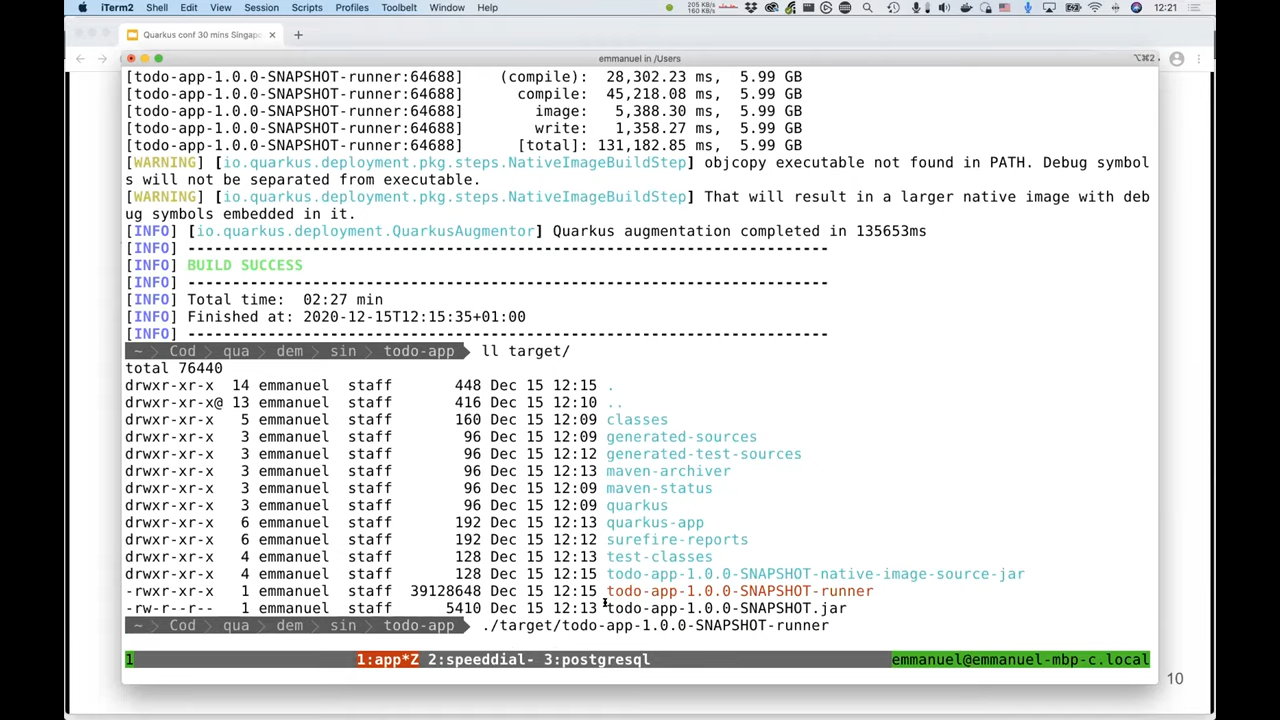 iTerm2 Shell Edit View Session Scripts Profiles Toolbelt Window Help 205 KB/s 160 KB/s 12:21
Quarkus conf 30 mins Singapo
emmanuel in /Users ⌥⌘2
[todo-app-1.0.0-SNAPSHOT-runner:64688] (compile): 28,302.23 ms, 5.99 GB
[todo-app-1.0.0-SNAPSHOT-runner:64688] compile: 45,218.08 ms, 5.99 GB
[todo-app-1.0.0-SNAPSHOT-runner:64688] image: 5,388.30 ms, 5.99 GB
[todo-app-1.0.0-SNAPSHOT-runner:64688] write: 1,358.27 ms, 5.99 GB
[todo-app-1.0.0-SNAPSHOT-runner:64688] [total]: 131,182.85 ms, 5.99 GB
[WARNING] [io.quarkus.deployment.pkg.steps.NativeImageBuildStep] objcopy executable not found in PATH. Debug symbol
s will not be separated from executable.
[WARNING] [io.quarkus.deployment.pkg.steps.NativeImageBuildStep] That will result in a larger native image with deb
ug symbols embedded in it.
[INFO] [io.quarkus.deployment.QuarkusAugmentor] Quarkus augmentation completed in 135653ms
[INFO] ------------------------------------------------------------------------
[INFO] BUILD SUCCESS
[INFO] ------------------------------------------------------------------------
[INFO] Total time:  02:27 min
[INFO] Finished at: 2020-12-15T12:15:35+01:00
[INFO] ------------------------------------------------------------------------
~ Cod qua dem sin todo-app ll target/
total 76440
drwxr-xr-x 14 emmanuel staff 448 Dec 15 12:15 .
drwxr-xr-x@ 13 emmanuel staff 416 Dec 15 12:10 ..
drwxr-xr-x 5 emmanuel staff 160 Dec 15 12:09 classes
drwxr-xr-x 3 emmanuel staff 96 Dec 15 12:09 generated-sources
drwxr-xr-x 3 emmanuel staff 96 Dec 15 12:12 generated-test-sources
drwxr-xr-x 3 emmanuel staff 96 Dec 15 12:13 maven-archiver
drwxr-xr-x 3 emmanuel staff 96 Dec 15 12:09 maven-status
drwxr-xr-x 3 emmanuel staff 96 Dec 15 12:09 quarkus
drwxr-xr-x 6 emmanuel staff 192 Dec 15 12:13 quarkus-app
drwxr-xr-x 6 emmanuel staff 192 Dec 15 12:12 surefire-reports
drwxr-xr-x 4 emmanuel staff 128 Dec 15 12:13 test-classes
drwxr-xr-x 4 emmanuel staff 128 Dec 15 12:15 todo-app-1.0.0-SNAPSHOT-native-image-source-jar
-rwxr-xr-x 1 emmanuel staff 39128648 Dec 15 12:15 todo-app-1.0.0-SNAPSHOT-runner
-rw-r--r-- 1 emmanuel staff 5410 Dec 15 12:13 todo-app-1.0.0-SNAPSHOT.jar
~ Cod qua dem sin todo-app ./target/todo-app-1.0.0-SNAPSHOT-runner
1 1:app*Z 2:speeddial- 3:postgresql emmanuel@emmanuel-mbp-c.local
10